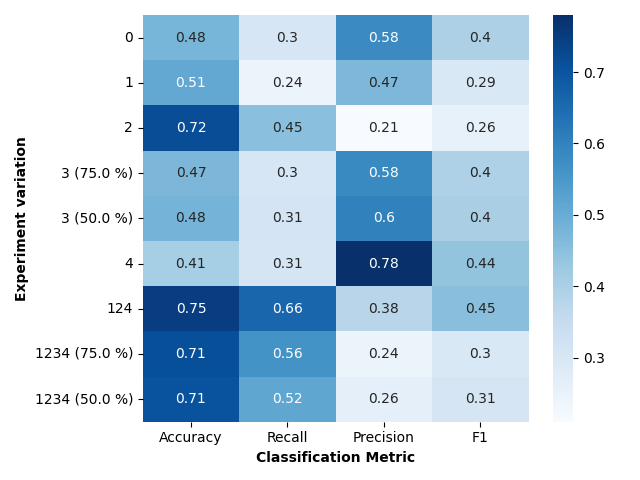 0 0.48 0.3 0.58 0.4
1 0.51 0.24 0.47 0.29 0.7
2 0.72 0.45 0.21 0.26
0.6
3 (75.0 %) 0.47 0.3 0.58 0.4
3 (50.0 %) 0.48 0.31 0.6 0.4 0.5
Experiment variation
4 0.41 0.31 0.78 0.44
0.4
124 0.75 0.66 0.38 0.45
1234 (75.0 %) 0.71 0.56 0.24 0.3 0.3
1234 (50.0 %) 0.71 0.52 0.26 0.31
Accuracy Recall Precision F1
Classification Metric